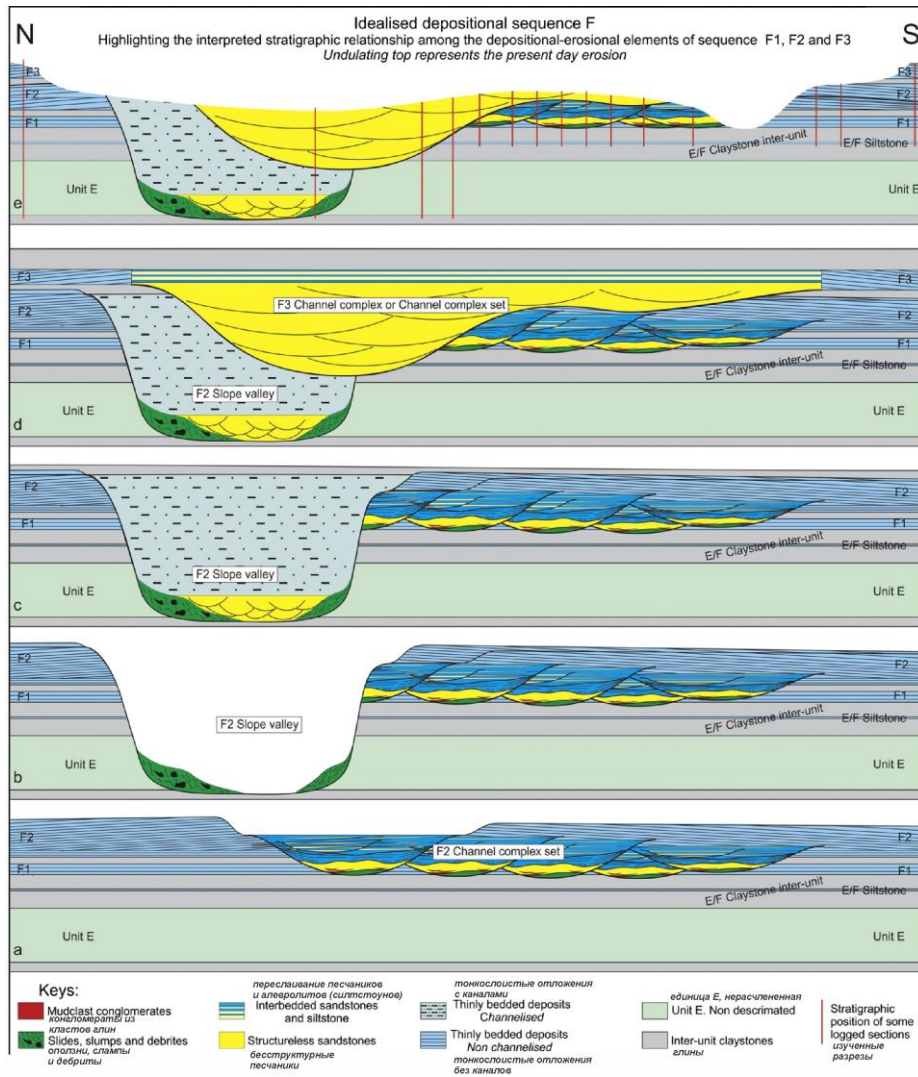 Idealised depositional sequence F
N
Highlighting the interpreted stratigraphic relationship among the depositional-erosional elements of sequence F1, F2 and F3
S
Undulating top represents the present day erosion
F3
F3
F2
F2
F1
F1
E/F Claystone inter-unit
E/F Siltstone
Unit E
Unit E
e
F3
F3
F3 Channel complex or Channel complex set
F2
F2
F1
F1
E/F Claystone inter-unit
E/F Siltstone
F2 Slope valley
Unit E
Unit E
d
F2
F2
F1
F1
E/F Claystone inter-unit
E/F Siltstone
F2 Slope valley
Unit E
Unit E
c
F2
F2
F1
F1
F2 Slope valley
E/F Claystone inter-unit
E/F Siltstone
Unit E
Unit E
b
F2
F2
F2 Channel complex set
F1
F1
E/F Claystone inter-unit
E/F Siltstone
Unit E
Unit E
a
Keys:
Mudclast conglomerates
конгломераты из
кластов глин
Slides, slumps and debrites
оползни, слампы
и дебриты
переслаивание песчаников
и алевролитов (силтстоунов)
Interbedded sandstones
and siltstone
Structureless sandstones
бесструктурные
песчаники
тонкослоистые отложения
с каналами
Thinly bedded deposits
Channelised
Thinly bedded deposits
Non channelised
тонкослоистые отложения
без каналов
единица Е, нерасчлененная
Unit E. Non descrimated
Inter-unit claystones
глины
Stratigraphic
position of some
logged sections
изученные
разрезы